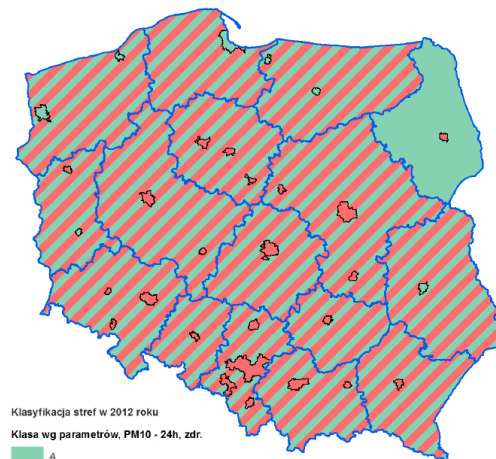 Klasyfikacja stref w 2012 roku
Klasa wg parametrów, PM10 - 24h, zdr.
A